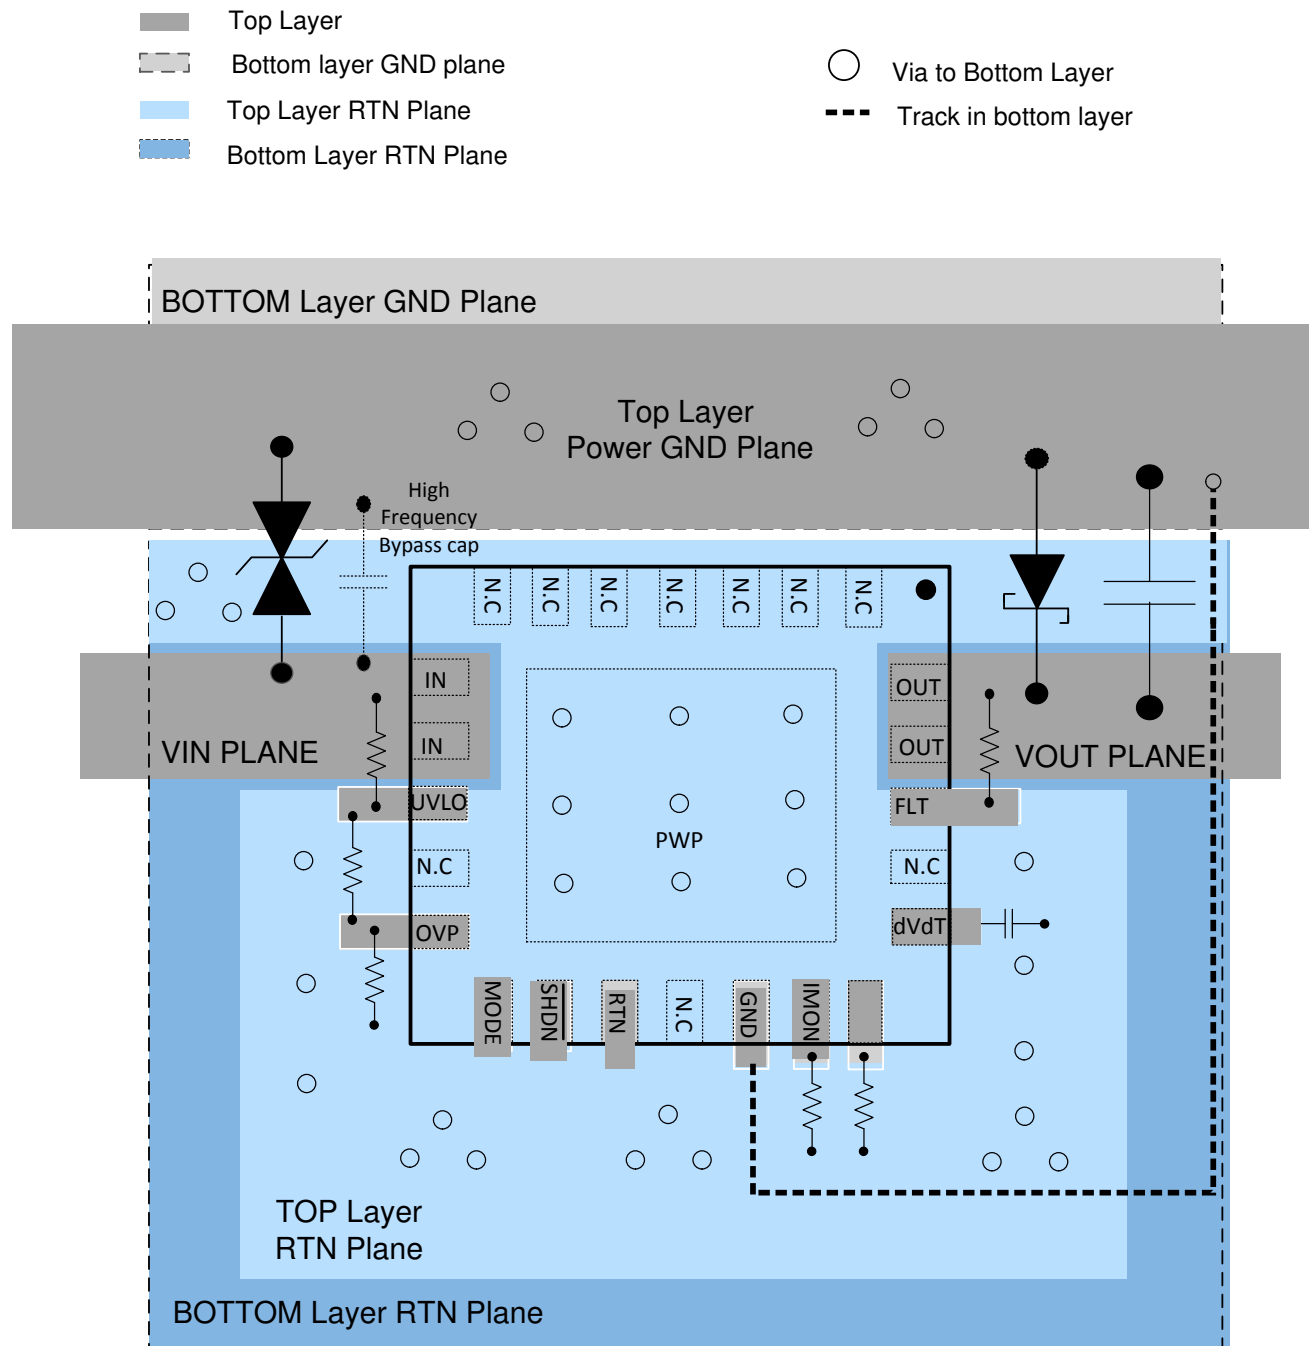 Top Layer
Bottom layer GND plane
Via to Bottom Layer
Top Layer RTN Plane
Track in bottom layer
Bottom Layer RTN Plane
BOTTOM Layer GND Plane
Top Layer
Power GND Plane
High
Frequency
Bypass cap
N.C
N.C
N.C
N.C
N.C
N.C
N.C
IN
OUT
IN
OUT
VIN PLANE
VOUT PLANE
UVLO
FLT
PWP
N.C
N.C
OVP
dVdT
MODE
SHDN
RTN
N.C
GND
IMON
TOP Layer
RTN Plane
BOTTOM Layer RTN Plane